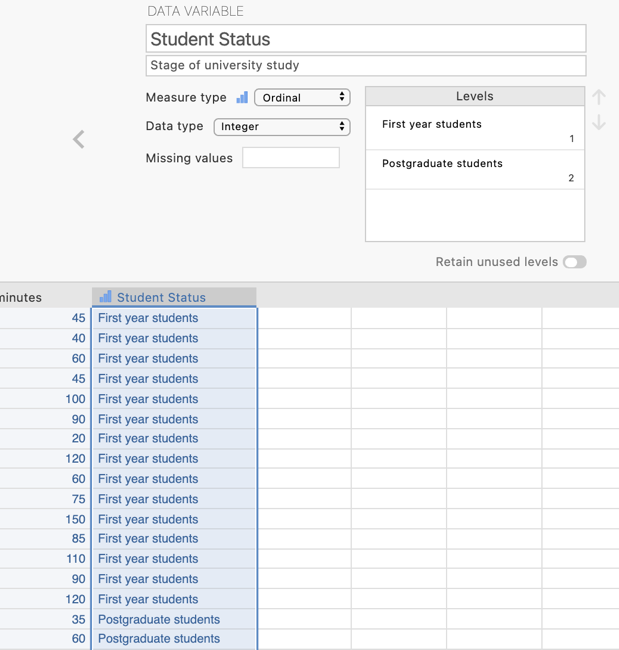 DATA VARIABLE
Student Status
Stage of university study
Measure type Ordinal
Data type Integer
Missing values
Levels
First year students
1
Postgraduate students
2
Retain unused levels
minutes Student Status
45 First year students
40 First year students
60 First year students
45 First year students
100 First year students
90 First year students
20 First year students
120 First year students
60 First year students
75 First year students
150 First year students
85 First year students
110 First year students
90 First year students
120 First year students
35 Postgraduate students
60 Postgraduate students